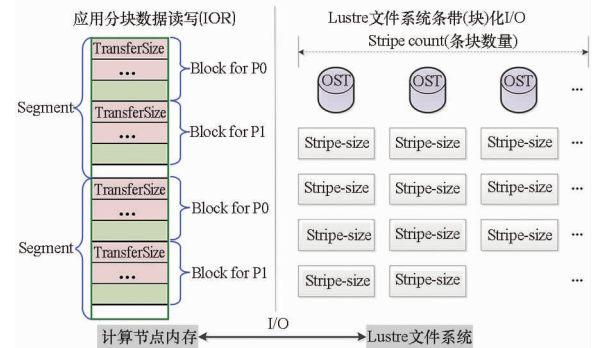 应用分块数据读写(IOR)
TransferSize
...
Block for P0
Segment
TransferSize
...
Block for P1
TransferSize
...
Block for P0
Segment
TransferSize
...
Block for P1
计算节点内存
I/O
Lustre文件系统条带(块)化I/O
Stripe count(条块数量)
OST OST OST ...
Stripe-size Stripe-size Stripe-size ...
Stripe-size Stripe-size Stripe-size ...
Stripe-size Stripe-size Stripe-size ...
Stripe-size Stripe-size ...
Lustre文件系统